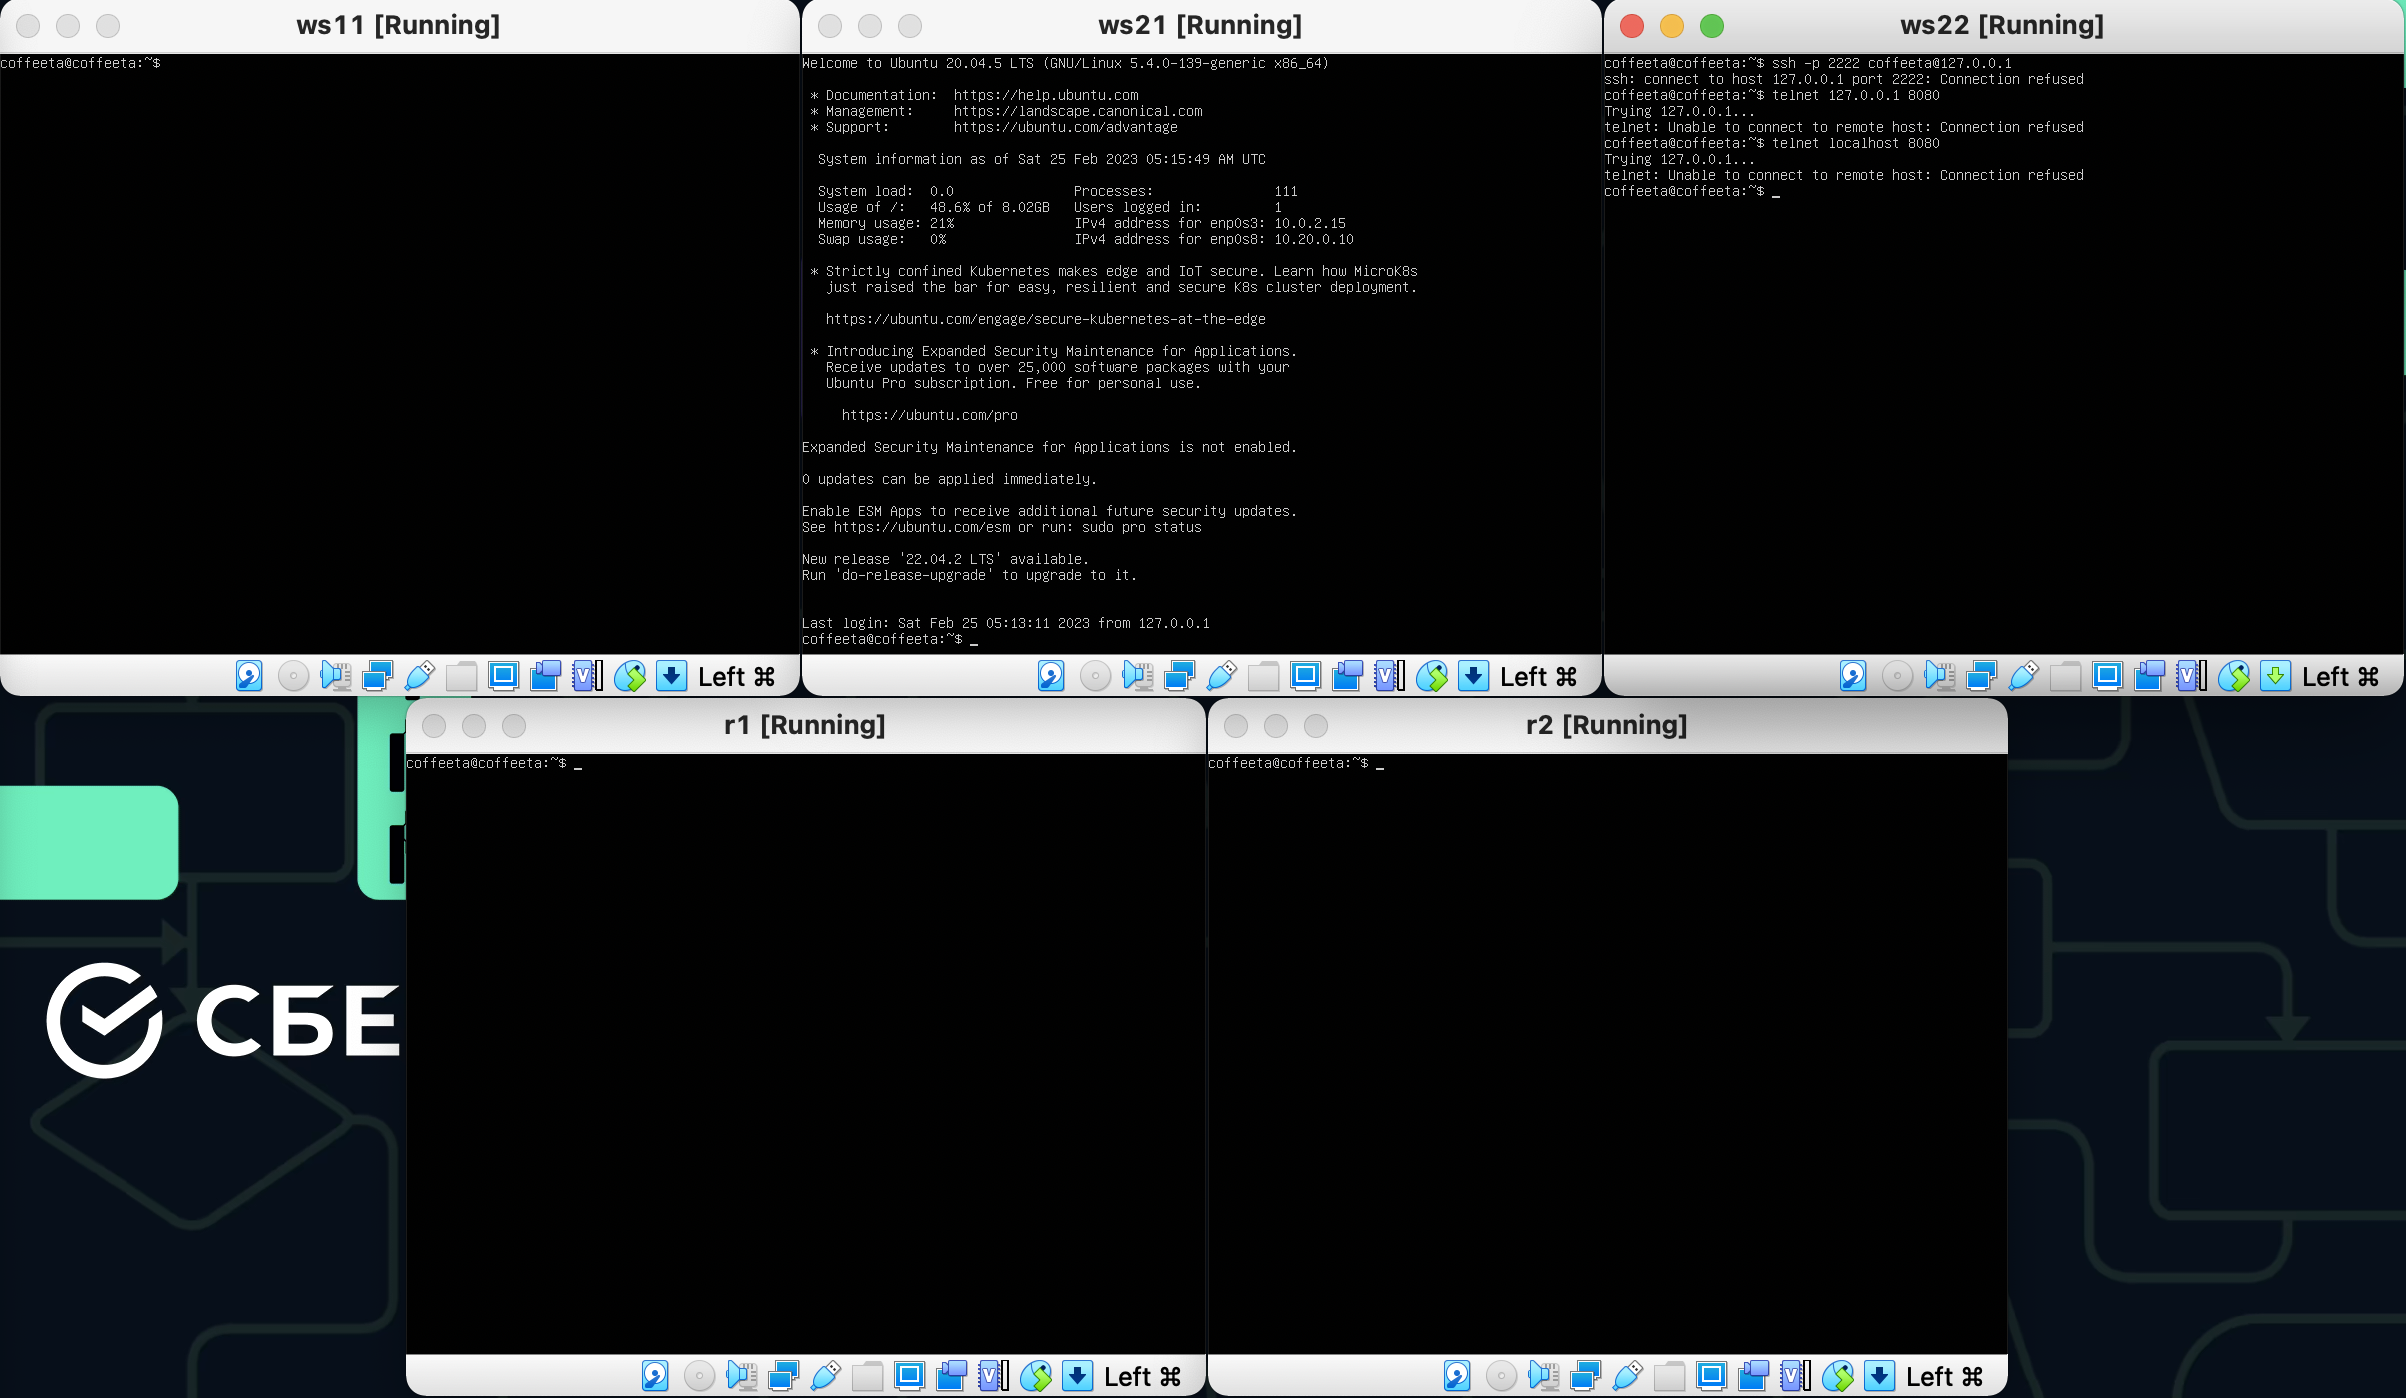 ws11 [Running]
coffeeta@coffeeta:~$
Left ⌘
ws21 [Running]
Welcome to Ubuntu 20.04.5 LTS (GNU/Linux 5.4.0-139-generic x86_64)
* Documentation:  https://help.ubuntu.com
* Management:     https://landscape.canonical.com
* Support:        https://ubuntu.com/advantage
System information as of Sat 25 Feb 2023 05:15:49 AM UTC
System load:  0.0               Processes:               111
Usage of /:   48.6% of 8.02GB   Users logged in:         1
Memory usage: 21%               IPv4 address for enp0s3: 10.0.2.15
Swap usage:   0%                IPv4 address for enp0s8: 10.20.0.10
* Strictly confined Kubernetes makes edge and IoT secure. Learn how MicroK8s
just raised the bar for easy, resilient and secure K8s cluster deployment.
https://ubuntu.com/engage/secure-kubernetes-at-the-edge
* Introducing Expanded Security Maintenance for Applications.
Receive updates to over 25,000 software packages with your
Ubuntu Pro subscription. Free for personal use.
https://ubuntu.com/pro
Expanded Security Maintenance for Applications is not enabled.
0 updates can be applied immediately.
Enable ESM Apps to receive additional future security updates.
See https://ubuntu.com/esm or run: sudo pro status
New release '22.04.2 LTS' available.
Run 'do-release-upgrade' to upgrade to it.
Last login: Sat Feb 25 05:13:11 2023 from 127.0.0.1
coffeeta@coffeeta:~$ _
Left ⌘
ws22 [Running]
coffeeta@coffeeta:~$ ssh -p 2222 coffeeta@127.0.0.1
ssh: connect to host 127.0.0.1 port 2222: Connection refused
coffeeta@coffeeta:~$ telnet 127.0.0.1 8080
Trying 127.0.0.1...
telnet: Unable to connect to remote host: Connection refused
coffeeta@coffeeta:~$ telnet localhost 8080
Trying 127.0.0.1...
telnet: Unable to connect to remote host: Connection refused
coffeeta@coffeeta:~$ _
Left ⌘
r1 [Running]
coffeeta@coffeeta:~$ _
Left ⌘
r2 [Running]
coffeeta@coffeeta:~$ _
Left ⌘
СБЕ